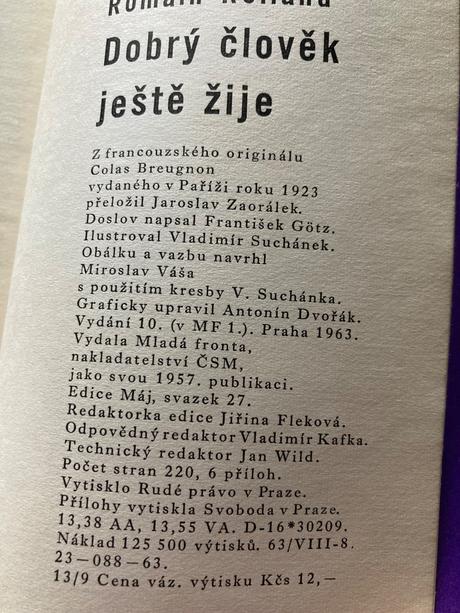 Romain Rolland
Dobrý člověk
ještě žije
Z francouzského originálu
Colas Breugnon
vydaného v Paříži roku 1923
přeložil Jaroslav Zaorálek.
Doslov napsal František Götz.
Ilustroval Vladimír Suchánek.
Obálku a vazbu navrhl
Miroslav Váša
s použitím kresby V. Suchánka.
Graficky upravil Antonín Dvořák.
Vydání 10. (v MF 1.). Praha 1963.
Vydala Mladá fronta,
nakladatelství ČSM,
jako svou 1957. publikaci.
Edice Máj, svazek 27.
Redaktorka edice Jiřina Fleková.
Odpovědný redaktor Vladimír Kafka.
Technický redaktor Jan Wild.
Počet stran 220, 6 příloh.
Vytisklo Rudé právo v Praze.
Přílohy vytiskla Svoboda v Praze.
13,38 AA, 13,55 VA. D-16*30209.
Náklad 125 500 výtisků. 63/VIII-8.
23—088—63.
13/9 Cena váz. výtisku Kčs 12,—